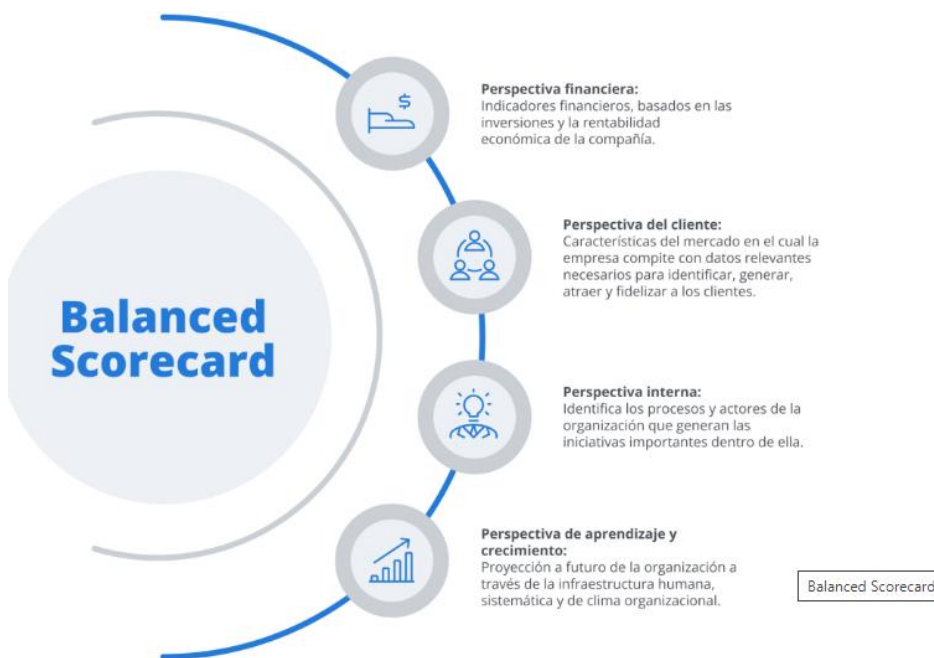 Balanced
Scorecard
Perspectiva financiera:
Indicadores financieros, basados en las
inversiones y la rentabilidad
económica de la compañía.
Perspectiva del cliente:
Características del mercado en el cual la
empresa compite con datos relevantes
necesarios para identificar, generar,
atraer y fidelizar a los clientes.
Perspectiva interna:
Identifica los procesos y actores de la
organización que generan las
iniciativas importantes dentro de ella.
Perspectiva de aprendizaje y
crecimiento:
Proyección a futuro de la organización a
través de la infraestructura humana,
sistemática y de clima organizacional.
Balanced Scorecard
$